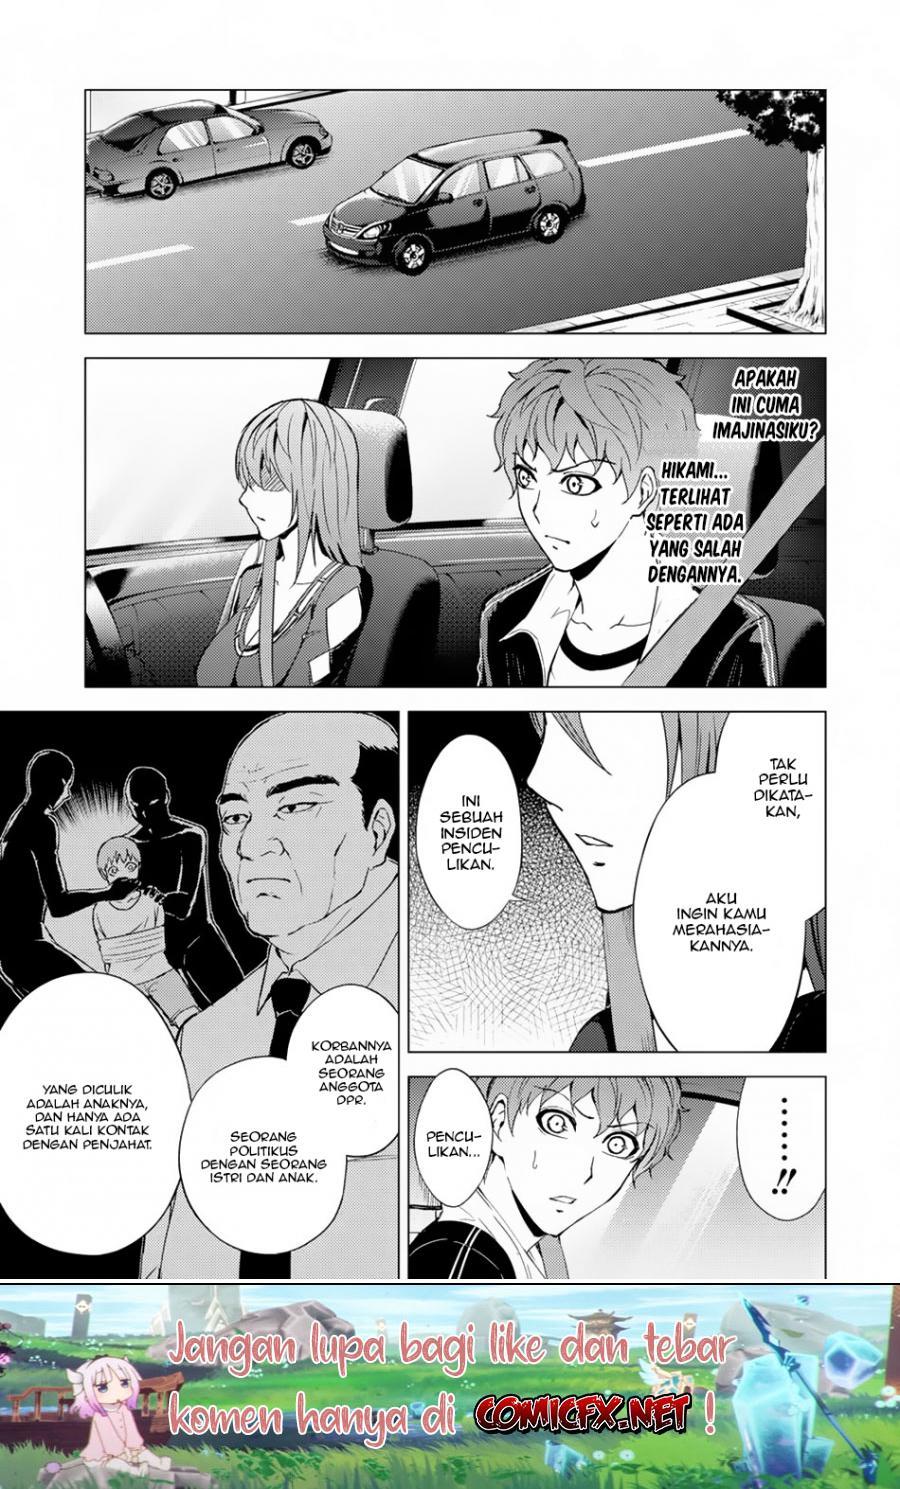 APAKAH
INI CUMA
IMAJINASIKU?
HIKAMI...
TERLIHAT
SEPERTI ADA
YANG SALAH
DENGANNYA.
TAK
PERLU
DIKATA-
KAN,
AKU
INGIN KAMU
MERAHASIA-
KANNYA.
INI
SEBUAH
INSIDEN
PENCU-
LIKAN.
........!!
PENCU-
LIKAN...
KORBANNYA
ADALAH
SEORANG
ANGGOTA
DPR.
SEORANG
POLITIKUS
DENGAN SEORANG
ISTRI DAN ANAK.
YANG DICULIK
ADALAH ANAKNYA,
DAN HANYA ADA
SATU KALI KONTAK
DENGAN PENJAHAT.
Jangan lupa bagi like dan tebar
komen hanya di COMICFX.NET !